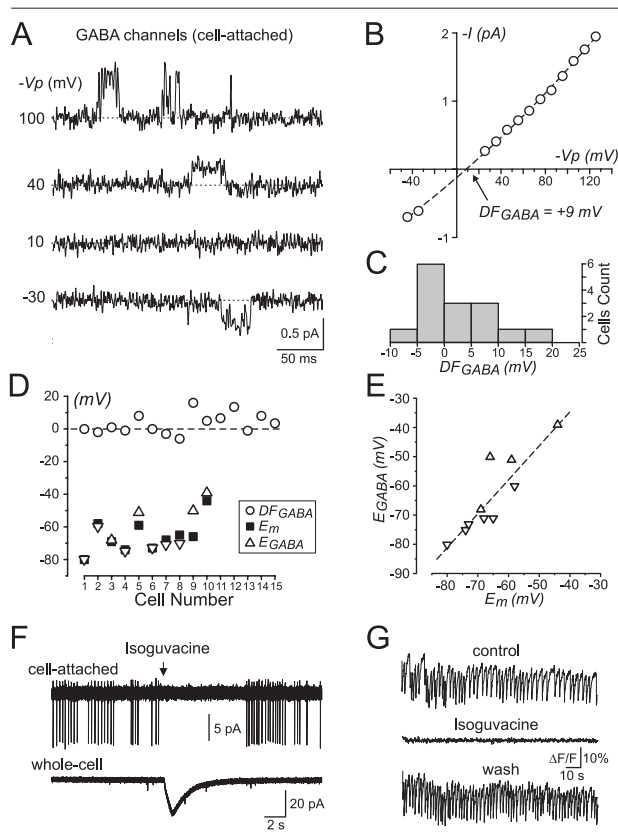 A
GABA channels (cell-attached)
-Vp (mV)
100
40
10
-30
0.5 pA
50 ms
B
-I (pA)
2
1
-1
-Vp (mV)
-40
40
80
120
DF_GABA = +9 mV
C
6
4
2
Cells Count
-10
-5
0
5
10
15
20
25
DF_GABA (mV)
D
(mV)
20
0
-20
-40
-60
-80
1 2 3 4 5 6 7 8 9 10 11 12 13 14 15
Cell Number
DF_GABA
E_m
E_GABA
E
-30
-40
-50
-60
-70
-80
-90
E_GABA (mV)
-80
-70
-60
-50
-40
-30
E_m (mV)
F
Isoguvacine
cell-attached
5 pA
whole-cell
20 pA
2 s
G
control
Isoguvacine
ΔF/F
10%
10 s
wash